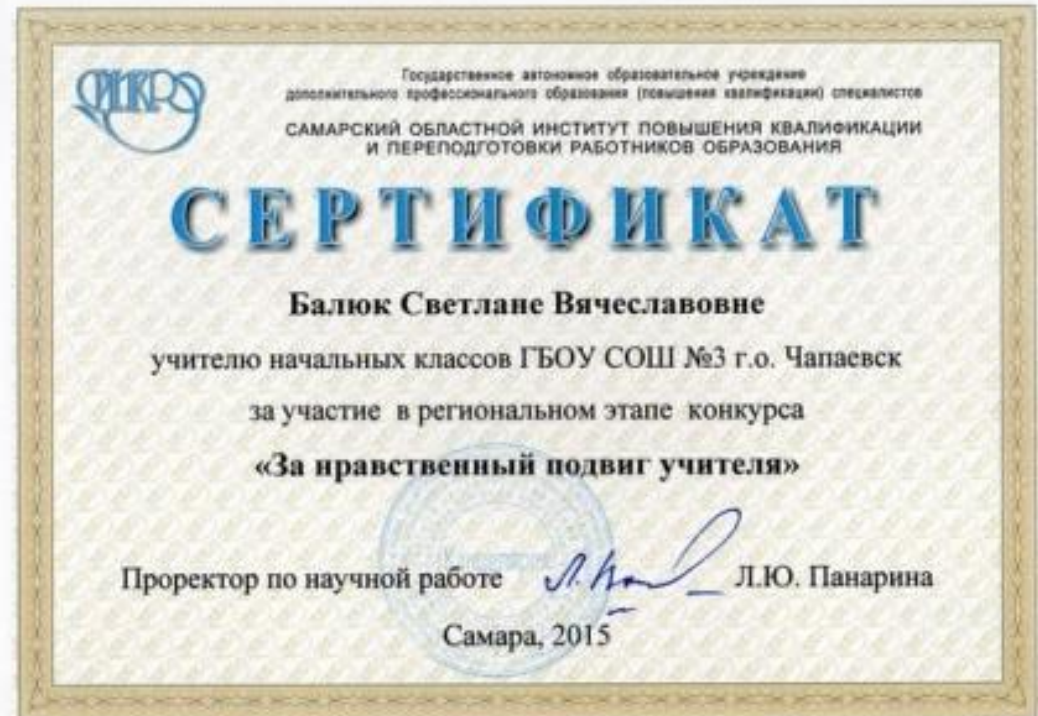 Государственное автономное образовательное учреждение
дополнительного профессионального образования (повышения квалификации) специалистов
САМАРСКИЙ ОБЛАСТНОЙ ИНСТИТУТ ПОВЫШЕНИЯ КВАЛИФИКАЦИИ
И ПЕРЕПОДГОТОВКИ РАБОТНИКОВ ОБРАЗОВАНИЯ
СЕРТИФИКАТ
Балюк Светлане Вячеславовне
учителю начальных классов ГБОУ СОШ №3 г.о. Чапаевск
за участие в региональном этапе конкурса
«За нравственный подвиг учителя»
Проректор по научной работе Л.Ю. Панарина
Самара, 2015